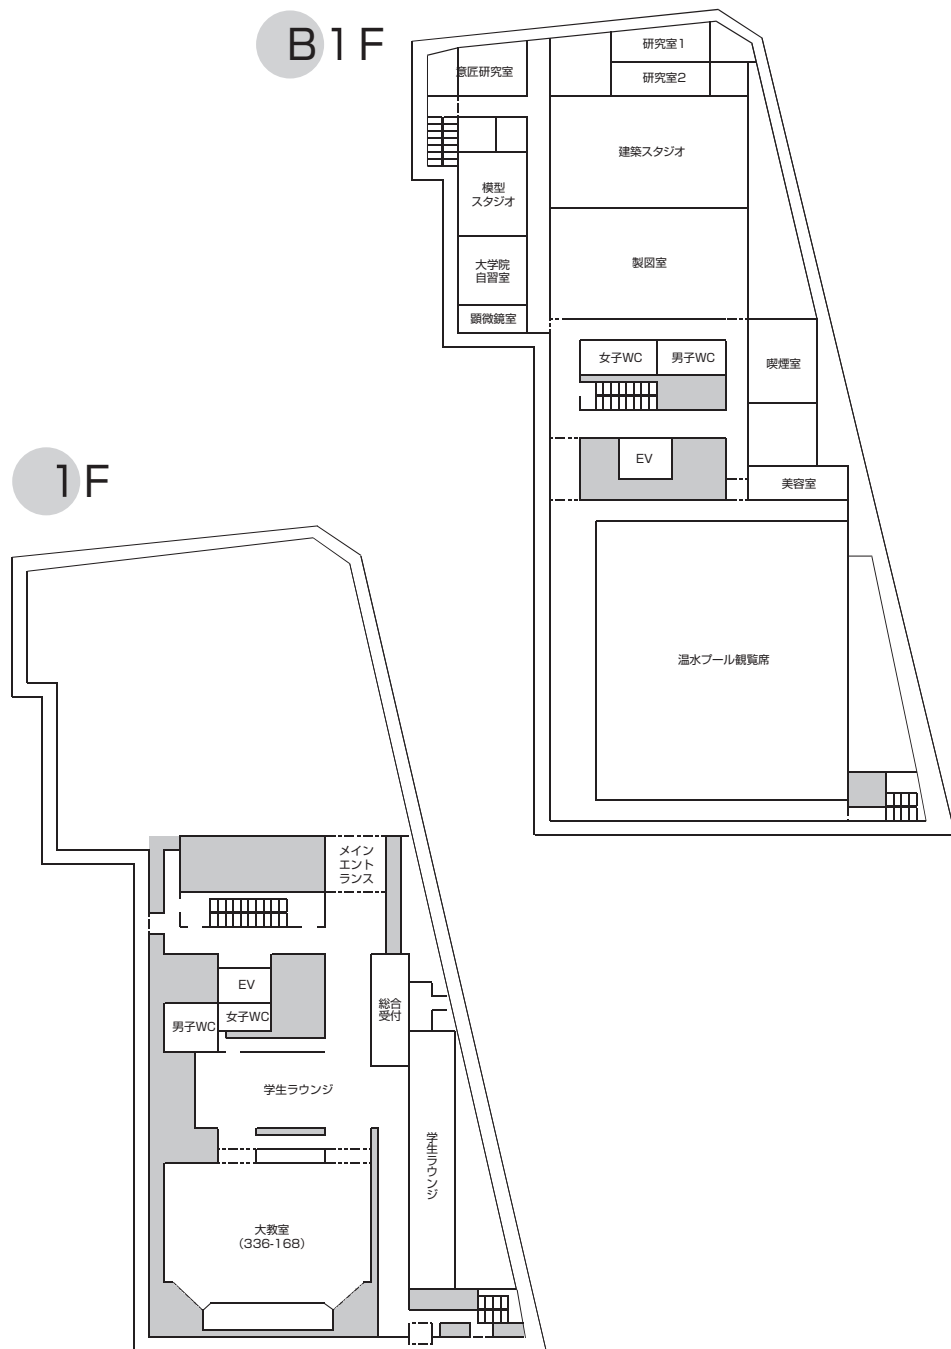 B1F
研究室1
意匠研究室
研究室2
建築スタジオ
模型
スタジオ
大学院
自習室
製図室
顕微鏡室
女子WC
男子WC
喫煙室
EV
美容室
温水プール観覧席
1F
メイン
エント
ランス
EV
総合
受付
男子WC
女子WC
学生ラウンジ
学生ラウンジ
大教室
(336-168)